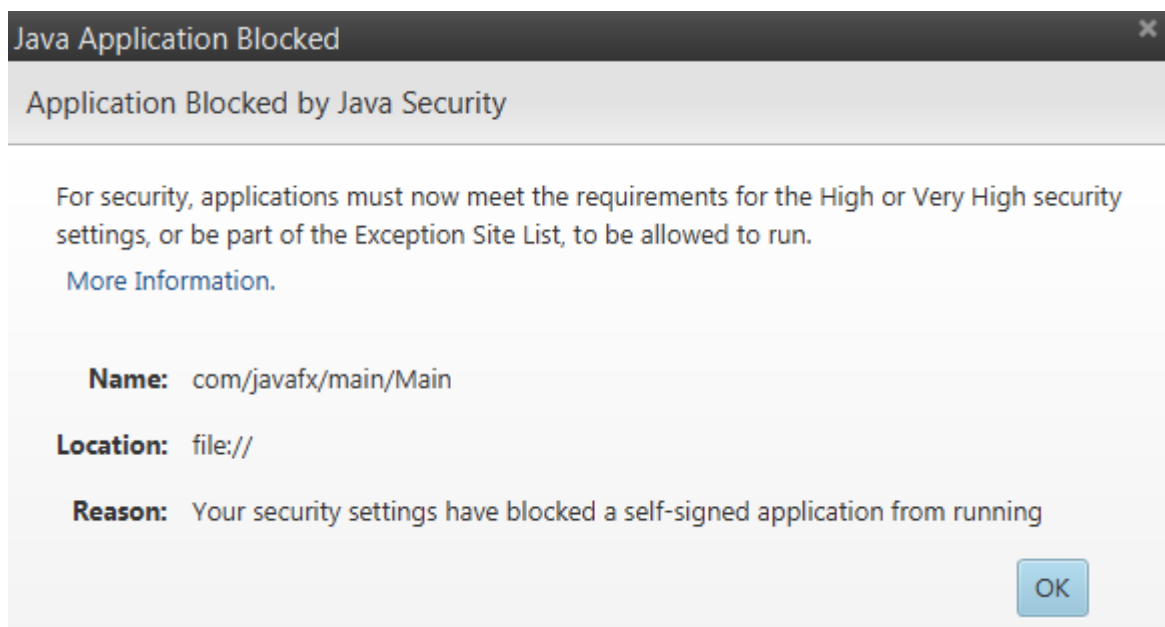 Java Application Blocked
Application Blocked by Java Security
For security, applications must now meet the requirements for the High or Very High security
settings, or be part of the Exception Site List, to be allowed to run.
More Information.
Name: com/javafx/main/Main
Location: file://
Reason: Your security settings have blocked a self-signed application from running
OK